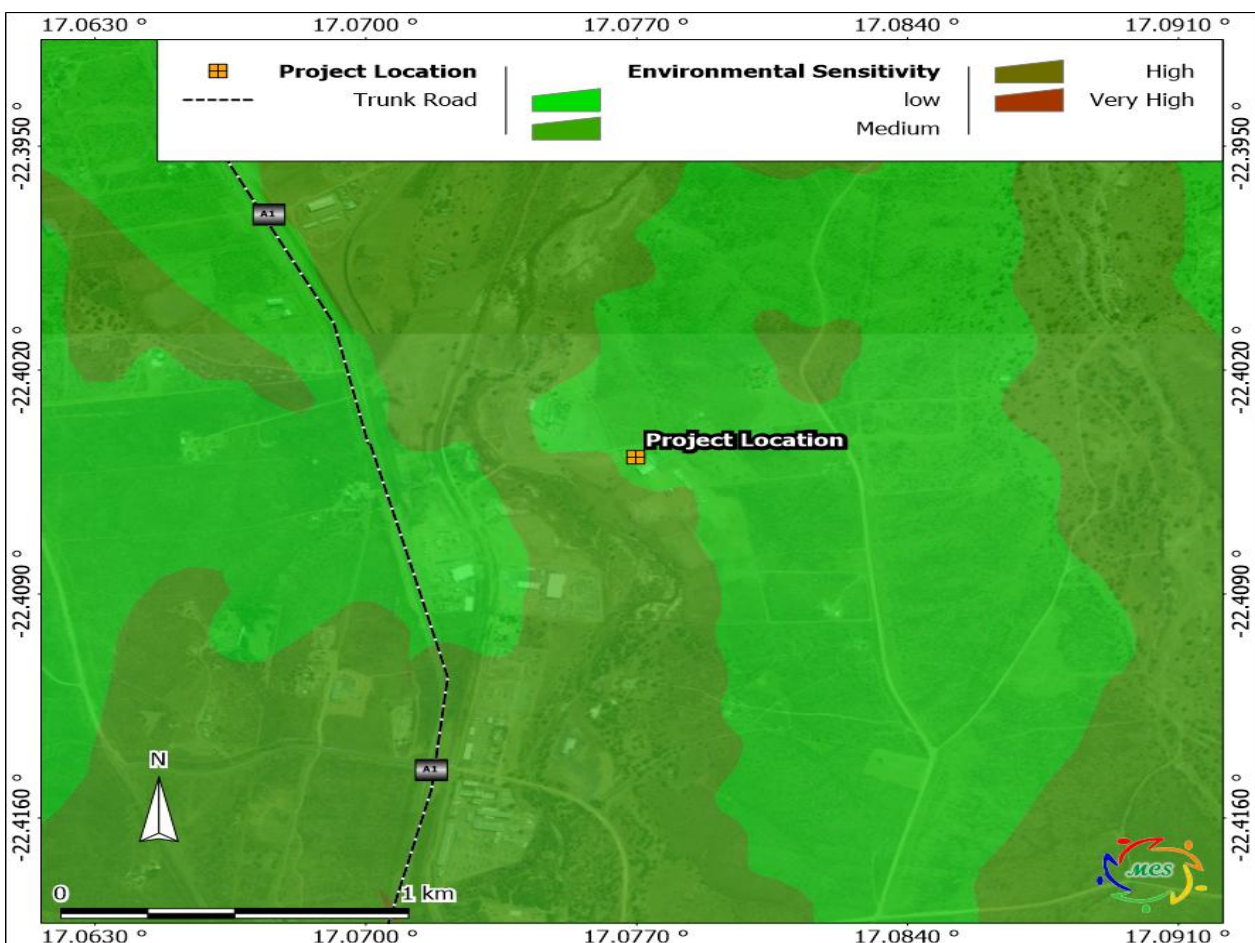 17.0630 ° 17.0700 ° 17.0770 ° 17.0840 ° 17.0910 °
Project Location
Trunk Road
Environmental Sensitivity
low
Medium
High
Very High
-22.3950 °
-22.3950 °
A1
-22.4020 °
-22.4020 °
Project Location
-22.4090 °
-22.4090 °
A1
N
-22.4160 °
-22.4160 °
MES
0 1 km
17.0630 ° 17.0700 ° 17.0770 ° 17.0840 ° 17.0910 °